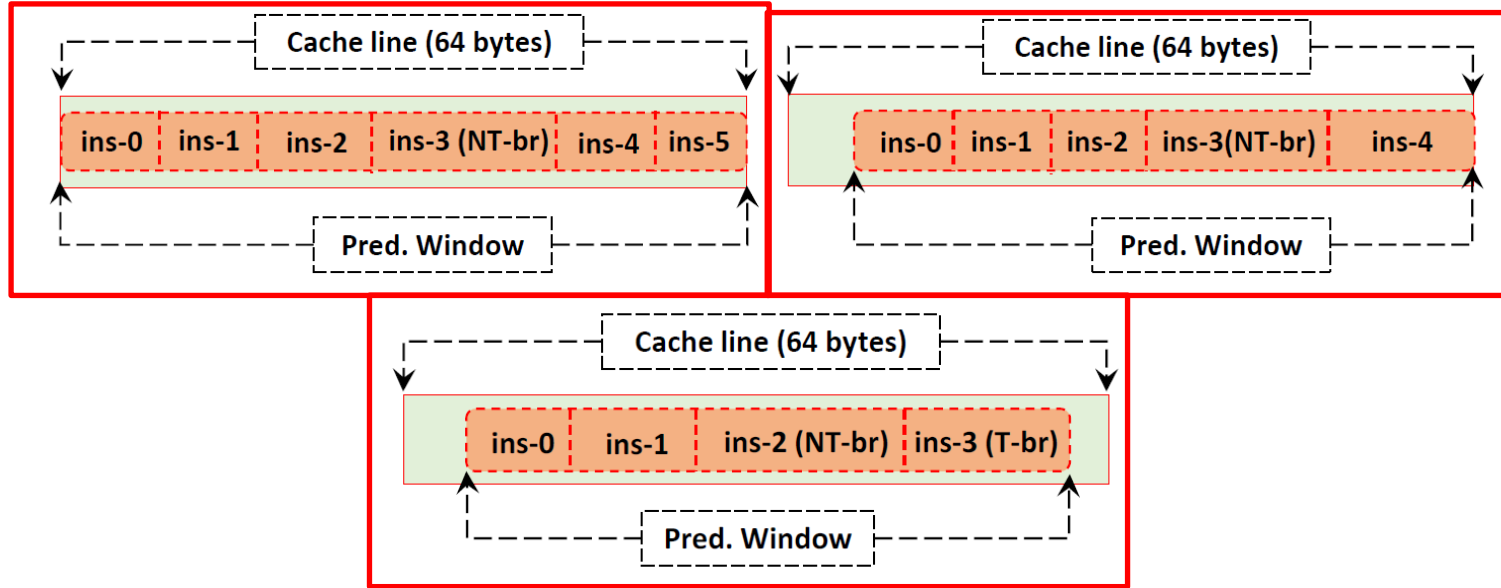 Cache line (64 bytes)
ins-0 ins-1 ins-2 ins-3 (NT-br) ins-4 ins-5
Pred. Window
Cache line (64 bytes)
ins-0 ins-1 ins-2 ins-3(NT-br) ins-4
Pred. Window
Cache line (64 bytes)
ins-0 ins-1 ins-2 (NT-br) ins-3 (T-br)
Pred. Window